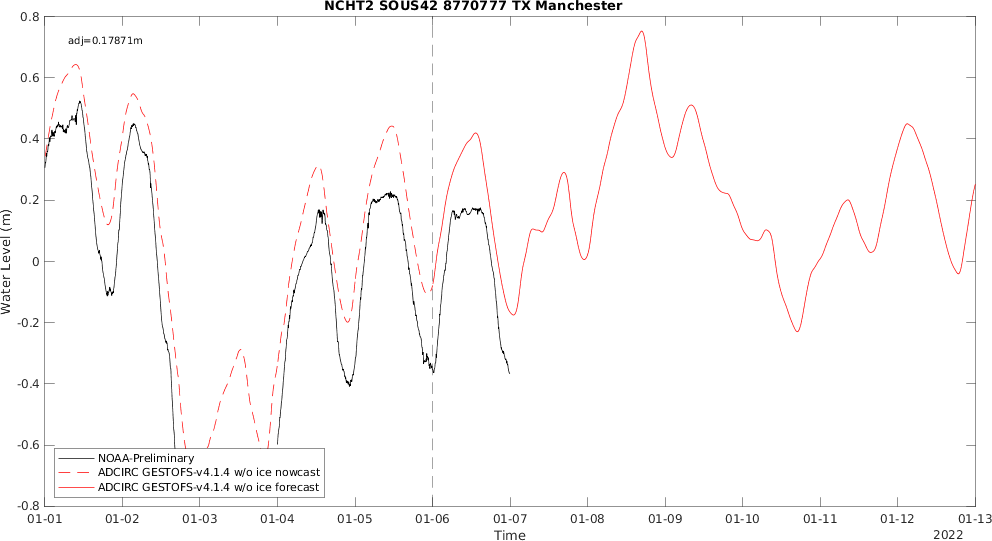 NCHT2 SOUS42 8770777 TX Manchester
adj=0.17871m
0.8
0.6
0.4
0.2
0
-0.2
-0.4
-0.6
-0.8
Water Level (m)
NOAA-Preliminary
ADCIRC GESTOFS-v4.1.4 w/o ice nowcast
ADCIRC GESTOFS-v4.1.4 w/o ice forecast
01-01 01-02 01-03 01-04 01-05 01-06 01-07 01-08 01-09 01-10 01-11 01-12 01-13
Time
2022